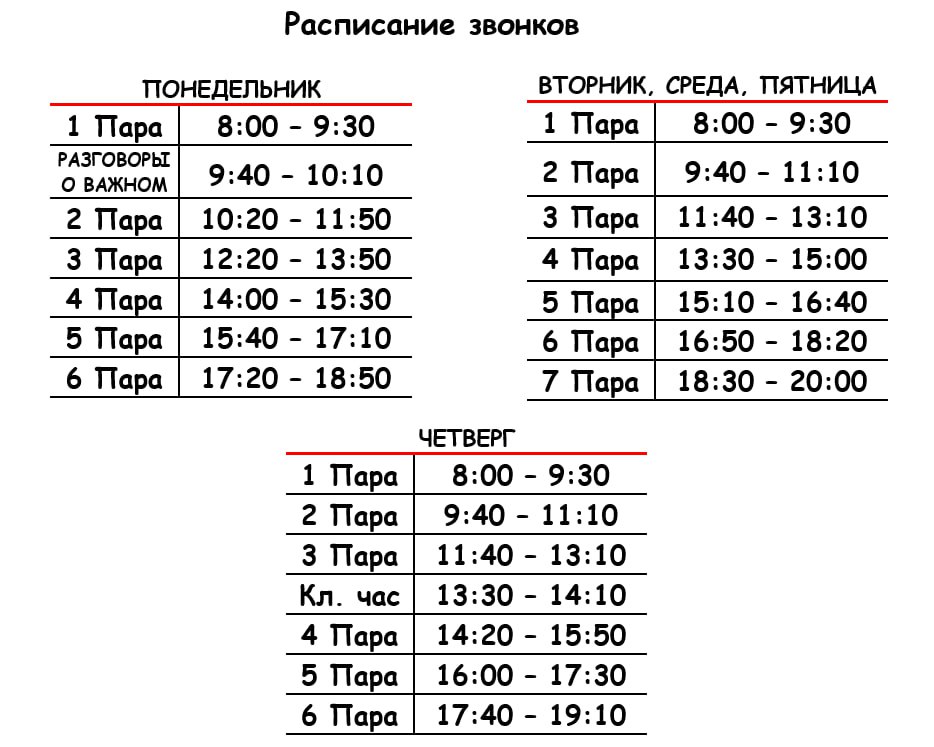 Расписание звонков
ПОНЕДЕЛЬНИК
1 Пара 8:00 – 9:30
РАЗГОВОРЫ
О ВАЖНОМ 9:40 – 10:10
2 Пара 10:20 – 11:50
3 Пара 12:20 – 13:50
4 Пара 14:00 – 15:30
5 Пара 15:40 – 17:10
6 Пара 17:20 – 18:50
ВТОРНИК, СРЕДА, ПЯТНИЦА
1 Пара 8:00 – 9:30
2 Пара 9:40 – 11:10
3 Пара 11:40 – 13:10
4 Пара 13:30 – 15:00
5 Пара 15:10 – 16:40
6 Пара 16:50 – 18:20
7 Пара 18:30 – 20:00
ЧЕТВЕРГ
1 Пара 8:00 – 9:30
2 Пара 9:40 – 11:10
3 Пара 11:40 – 13:10
Кл. час 13:30 – 14:10
4 Пара 14:20 – 15:50
5 Пара 16:00 – 17:30
6 Пара 17:40 – 19:10